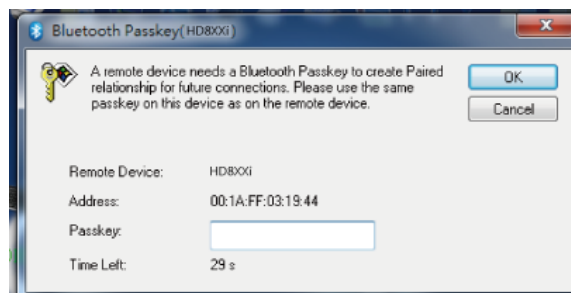 Bluetooth Passkey(HD8XXi)
A remote device needs a Bluetooth Passkey to create Paired
relationship for future connections. Please use the same
passkey on this device as on the remote device.
OK
Cancel
Remote Device: HD8XXi
Address: 00:1A:FF:03:19:44
Passkey:
Time Left: 29 s